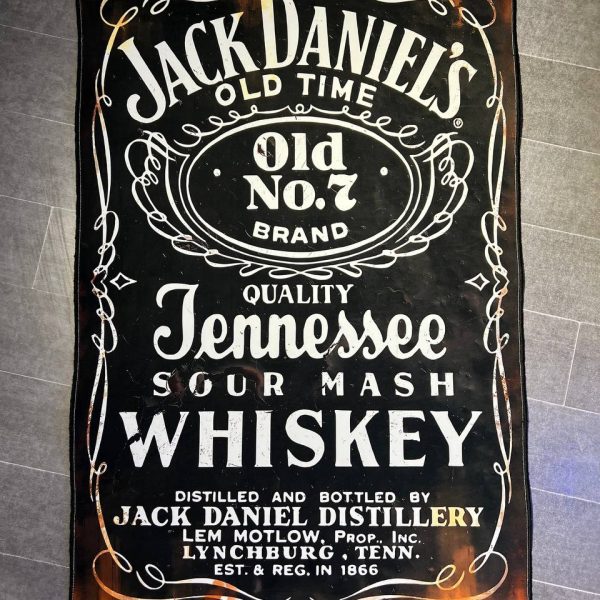 JACK DANIEL'S
®
OLD TIME
Old
No.7
BRAND
QUALITY
Tennessee
SOUR MASH
WHISKEY
DISTILLED AND BOTTLED BY
JACK DANIEL DISTILLERY
LEM MOTLOW, PROP., INC.
LYNCHBURG, TENN.
EST. & REG. IN 1866